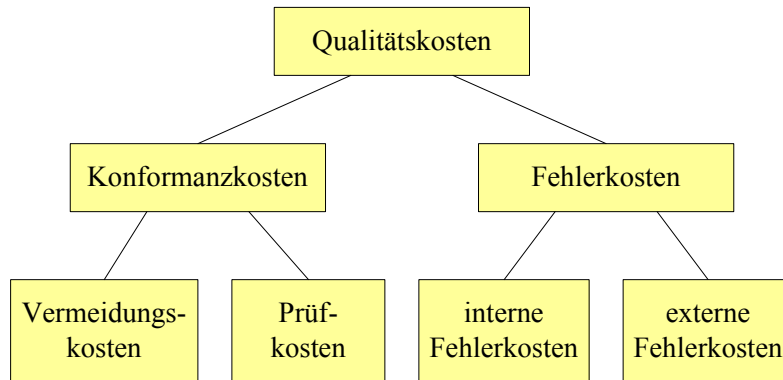 Qualitätskosten
Konformanzkosten
Fehlerkosten
Vermeidungs-
kosten
Prüf-
kosten
interne
Fehlerkosten
externe
Fehlerkosten